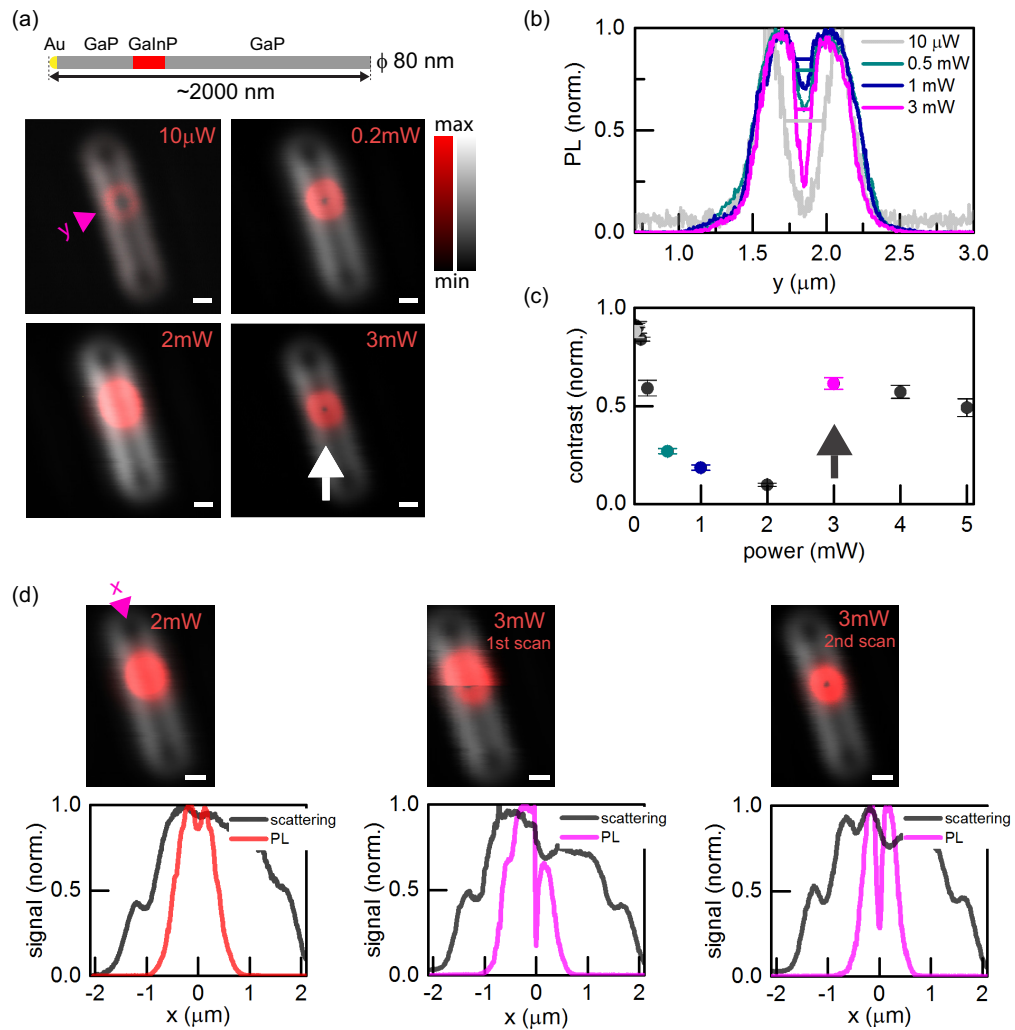 (a)
Au GaP GaInP GaP
ϕ 80 nm
~2000 nm
10μW
0.2mW
max
min
y
2mW
3mW
(b)
PL (norm.)
1.0
0.5
0.0
10 μW
0.5 mW
1 mW
3 mW
1.0 1.5 2.0 2.5 3.0
y (μm)
(c)
contrast (norm.)
1.0
0.5
0.0
0 1 2 3 4 5
power (mW)
(d)
x
2mW
3mW
1st scan
3mW
2nd scan
signal (norm.)
1.0
0.5
0.0
scattering
PL
-2 -1 0 1 2
x (μm)
signal (norm.)
1.0
0.5
0.0
scattering
PL
-2 -1 0 1 2
x (μm)
signal (norm.)
1.0
0.5
0.0
scattering
PL
-2 -1 0 1 2
x (μm)